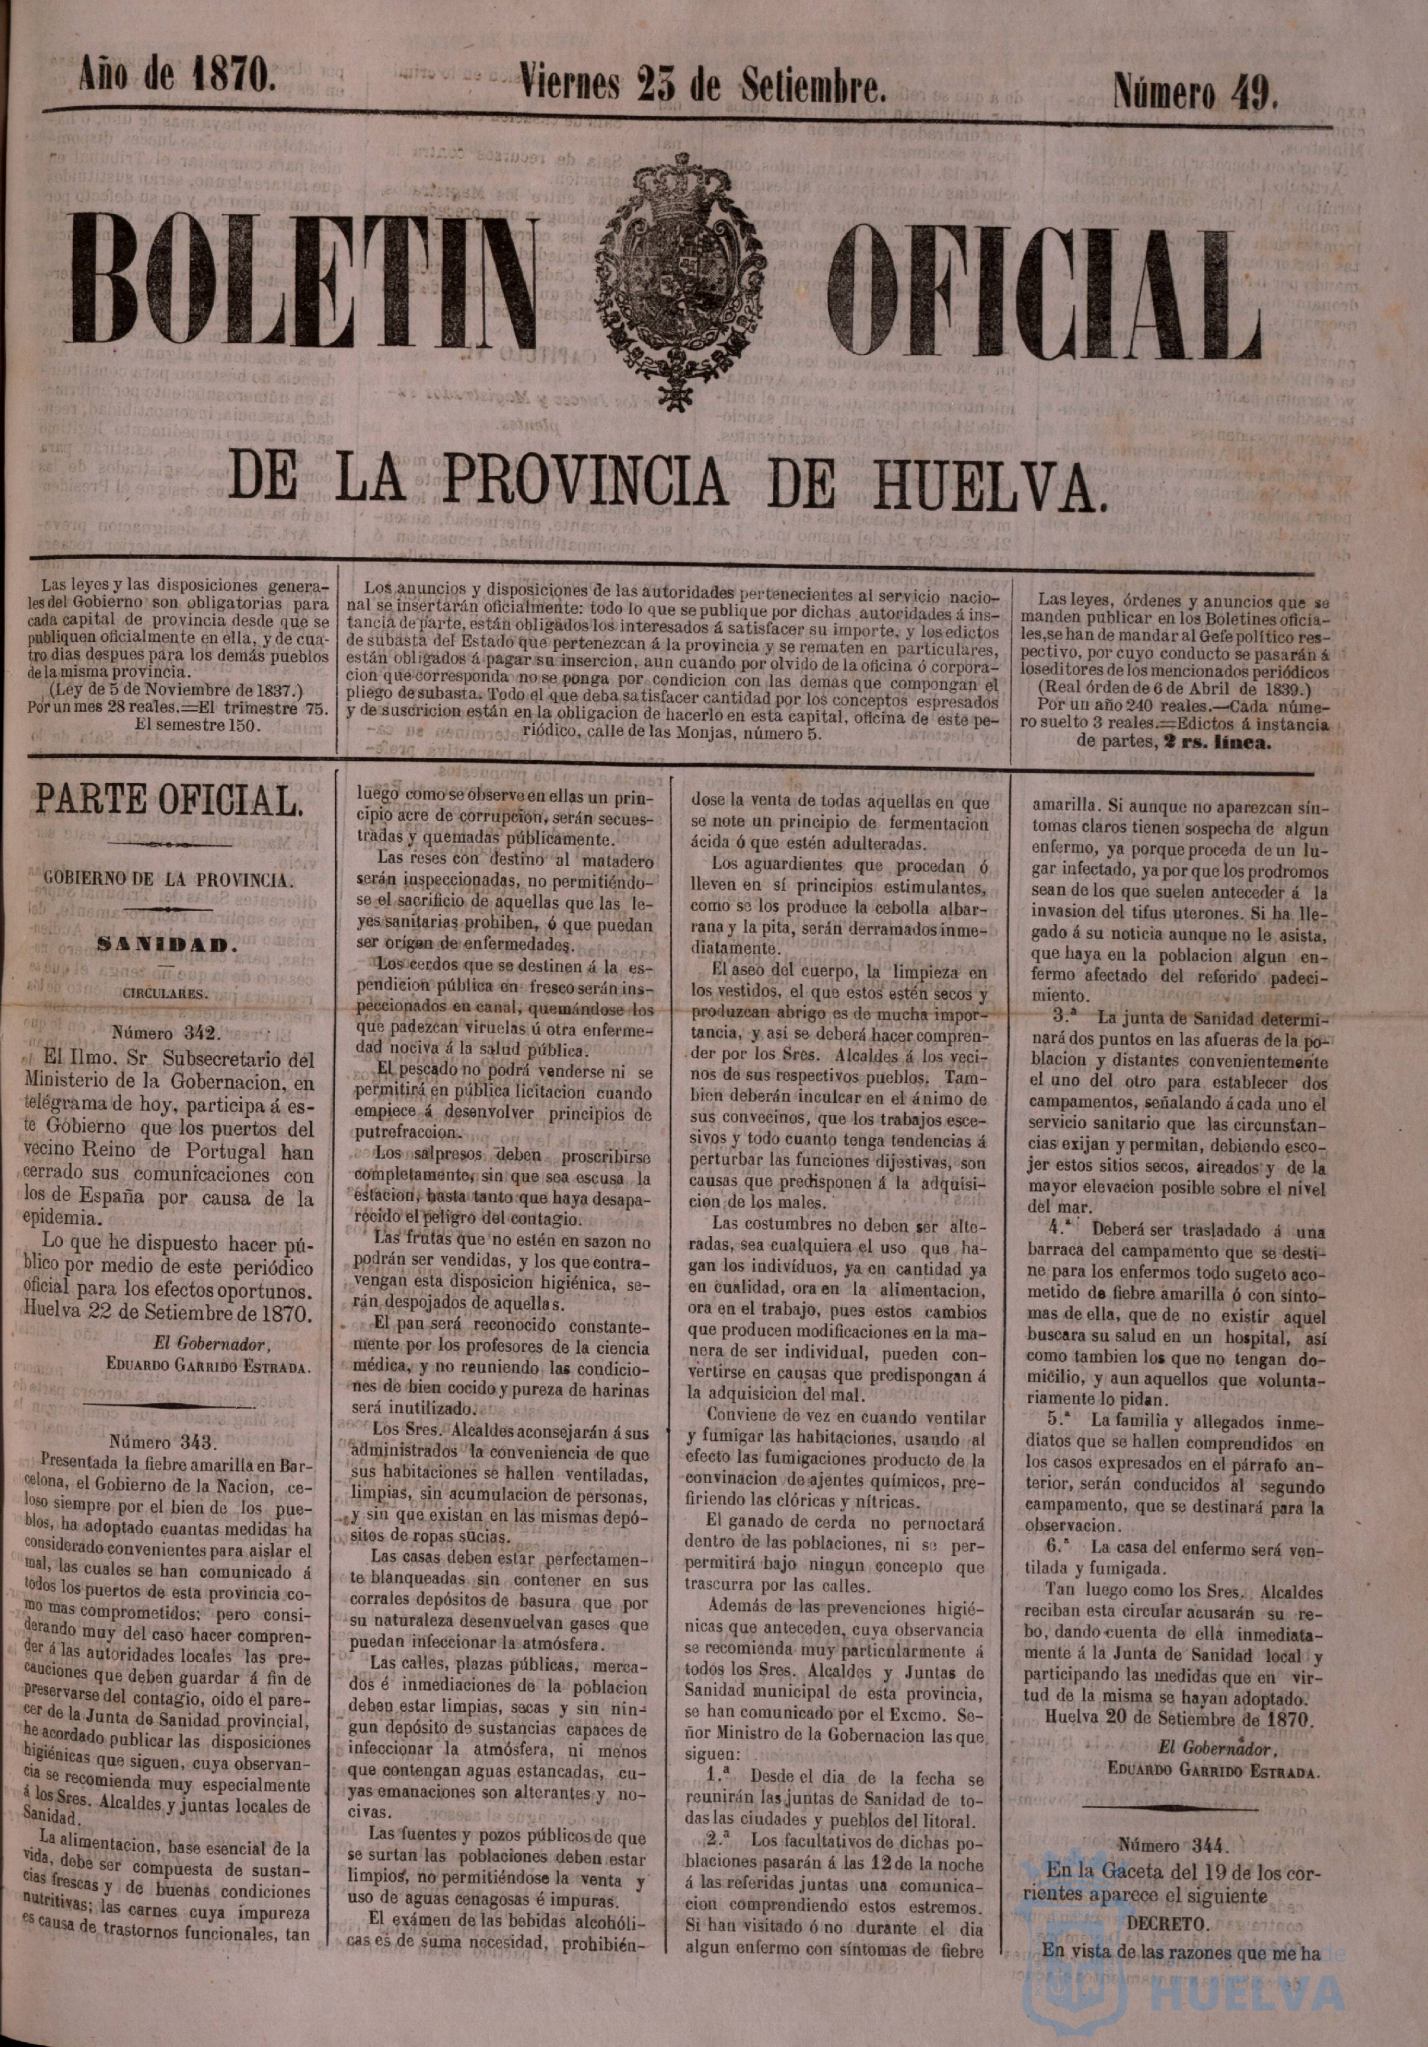 Año de 1870.
Viernes 23 de Setiembre.
Número 49.
BOLETIN OFICIAL
DE LA PROVINCIA DE HUELVA.
Las leyes y las disposiciones genera-
les del Gobierno son obligatorias para
cada capital de provincia desde que se
publiquen oficialmente en ella, y de cua-
tro dias despues para los demás pueblos
de la misma provincia.
(Ley de 5 de Noviembre de 1837.)
Por un mes 28 reales.=El trimestre 75.
El semestre 150.
Los anuncios y disposiciones de las autoridades pertenecientes al servicio nacio-
nal se insertarán oficialmente: todo lo que se publique por dichas autoridades á ins-
tancia de parte, están obligados los interesados á satisfacer su importe, y los edictos
de subasta del Estado que pertenezcan á la provincia y se rematen en particulares,
están obligados á pagar su insercion, aun cuando por olvido de la oficina ó corpora-
cion que corresponda no se ponga por condicion con las demas que compongan el
pliego de subasta. Todo el que deba satisfacer cantidad por los conceptos espresados
y de suscricion están en la obligacion de hacerlo en esta capital, oficina de este pe-
riódico, calle de las Monjas, número 5.
Las leyes, órdenes y anuncios que se
manden publicar en los Boletines oficia-
les, se han de mandar al Gefe político res-
pectivo, por cuyo conducto se pasarán á
los editores de los mencionados periódicos
(Real órden de 6 de Abril de 1839.)
Por un año 240 reales.—Cada núme-
ro suelto 3 reales.=Edictos á instancia
de partes, 2 rs. línea.
PARTE OFICIAL.
GOBIERNO DE LA PROVINCIA.
SANIDAD.
CIRCULARES.
Número 342.
El Ilmo. Sr. Subsecretario del
Ministerio de la Gobernacion, en
telégrama de hoy, participa á es-
te Gobierno que los puertos del
vecino Reino de Portugal han
cerrado sus comunicaciones con
los de España por causa de la
epidemia.
Lo que he dispuesto hacer pú-
blico por medio de este periódico
oficial para los efectos oportunos.
Huelva 22 de Setiembre de 1870.
El Gobernador,
EDUARDO GARRIDO ESTRADA.
Número 343.
Presentada la fiebre amarilla en Bar-
celona, el Gobierno de la Nacion, ce-
loso siempre por el bien de los pue-
blos, ha adoptado cuantas medidas ha
considerado convenientes para aislar el
mal, las cuales se han comunicado á
todos los puertos de esta provincia co-
mo mas comprometidos; pero consi-
derando muy del caso hacer compren-
der á las autoridades locales las pre-
cauciones que deben guardar á fin de
preservarse del contagio, oido el pare-
cer de la Junta de Sanidad provincial,
he acordado publicar las disposiciones
higiénicas que siguen, cuya observan-
cia se recomienda muy especialmente
á los Sres. Alcaldes y juntas locales de
Sanidad.
La alimentacion, base esencial de la
vida, debe ser compuesta de sustan-
cias frescas y de buenas condiciones
nutritivas; las carnes cuya impureza
es causa de trastornos funcionales, tan
luego como se observe en ellas un prin-
cipio acre de corrupcion, serán secues-
tradas y quemadas públicamente.
Las reses con destino al matadero
serán inspeccionadas, no permitiéndo-
se el sacrificio de aquellas que las le-
yes sanitarias prohiben, ó que puedan
ser orígen de enfermedades.
Los cerdos que se destinen á la es-
pendicion pública en fresco serán ins-
peccionados en canal, quemándose los
que padezcan viruelas ú otra enferme-
dad nociva á la salud pública.
El pescado no podrá venderse ni se
permitirá en pública licitacion cuando
empiece á desenvolver principios de
putrefraccion.
Los salpresos deben proscribirse
completamente, sin que sea escusa la
estacion, hasta tanto que haya desapa-
recido el peligro del contagio.
Las frutas que no estén en sazon no
podrán ser vendidas, y los que contra-
vengan esta disposicion higiénica, se-
rán despojados de aquellas.
El pan será reconocido constante-
mente por los profesores de la ciencia
médica, y no reuniendo las condicio-
nes de bien cocido y pureza de harinas
será inutilizado.
Los Sres. Alcaldes aconsejarán á sus
administrados la conveniencia de que
sus habitaciones se hallen ventiladas,
limpias, sin acumulacion de personas,
y sin que existan en las mismas depó-
sitos de ropas sucias.
Las casas deben estar perfectamen-
te blanqueadas sin contener en sus
corrales depósitos de basura que por
su naturaleza desenvuelvan gases que
puedan infeccionar la atmósfera.
Las calles, plazas públicas, merca-
dos é inmediaciones de la poblacion
deben estar limpias, secas y sin nin-
gun depósito de sustancias capaces de
infeccionar la atmósfera, ni menos
que contengan aguas estancadas, cu-
yas emanaciones son alterantes y no-
civas.
Las fuentes y pozos públicos de que
se surtan las poblaciones deben estar
limpios, no permitiéndose la venta y
uso de aguas cenagosas é impuras.
El exámen de las bebidas alcohóli-
cas es de suma necesidad, prohibién-
dose la venta de todas aquellas en que
se note un principio de fermentacion
ácida ó que estén adulteradas.
Los aguardientes que procedan ó
lleven en sí principios estimulantes,
como se los produce la cebolla albar-
rana y la pita, serán derramados inme-
diatamente.
El aseo del cuerpo, la limpieza en
los vestidos, el que estos estén secos y
produzcan abrigo es de mucha impor-
tancia, y asi se deberá hacer compren-
der por los Sres. Alcaldes á los veci-
nos de sus respectivos pueblos. Tam-
bien deberán inculcar en el ánimo de
sus convecinos, que los trabajos esce-
sivos y todo cuanto tenga tendencias á
perturbar las funciones dijestivas, son
causas que predisponen á la adquisi-
cion de los males.
Las costumbres no deben ser alte-
radas, sea cualquiera el uso que ha-
gan los indivíduos, ya en cantidad ya
en cualidad, ora en la alimentacion,
ora en el trabajo, pues estos cambios
que producen modificaciones en la ma-
nera de ser individual, pueden con-
vertirse en causas que predispongan á
la adquisicion del mal.
Conviene de vez en cuando ventilar
y fumigar las habitaciones, usando al
efecto las fumigaciones producto de la
convinacion de ajentes químicos, pre-
firiendo las clóricas y nítricas.
El ganado de cerda no pernoctará
dentro de las poblaciones, ni se per-
permitirá bajo ningun concepto que
trascurra por las calles.
Además de las prevenciones higié-
nicas que anteceden, cuya observancia
se recomienda muy particularmente á
todos los Sres. Alcaldes y Juntas de
Sanidad municipal de esta provincia,
se han comunicado por el Excmo. Se-
ñor Ministro de la Gobernacion las que
siguen:
1.ª Desde el dia de la fecha se
reunirán las juntas de Sanidad de to-
das las ciudades y pueblos del litoral.
2.ª Los facultativos de dichas po-
blaciones pasarán á las 12 de la noche
á las referidas juntas una comunica-
cion comprendiendo estos estremos.
Si han visitado ó no durante el dia
algun enfermo con síntomas de fiebre
amarilla. Si aunque no aparezcan sín-
tomas claros tienen sospecha de algun
enfermo, ya porque proceda de un lu-
gar infectado, ya por que los prodromos
sean de los que suelen anteceder á la
invasion del tifus uterones. Si ha lle-
gado á su noticia aunque no le asista,
que haya en la poblacion algun en-
fermo afectado del referido padeci-
miento.
3.ª La junta de Sanidad determi-
nará dos puntos en las afueras de la po-
blacion y distantes convenientemente
el uno del otro para establecer dos
campamentos, señalando á cada uno el
servicio sanitario que las circunstan-
cias exijan y permitan, debiendo esco-
jer estos sitios secos, aireados y de la
mayor elevacion posible sobre el nivel
del mar.
4.ª Deberá ser trasladado á una
barraca del campamento que se desti-
ne para los enfermos todo sugeto aco-
metido de fiebre amarilla ó con sínto-
mas de ella, que de no existir aquel
buscara su salud en un hospital, así
como tambien los que no tengan do-
micilio, y aun aquellos que volunta-
riamente lo pidan.
5.ª La familia y allegados inme-
diatos que se hallen comprendidos en
los casos expresados en el párrafo an-
terior, serán conducidos al segundo
campamento, que se destinará para la
observacion.
6.ª La casa del enfermo será ven-
tilada y fumigada.
Tan luego como los Sres. Alcaldes
reciban esta circular acusarán su re-
bo, dando cuenta de ella inmediata-
mente á la Junta de Sanidad local y
participando las medidas que en vir-
tud de la misma se hayan adoptado.
Huelva 20 de Setiembre de 1870.
El Gobernador,
EDUARDO GARRIDO ESTRADA.
Número 344.
En la Gaceta del 19 de los cor-
rientes aparece el siguiente
DECRETO.
En vista de las razones que me ha
HUELVA